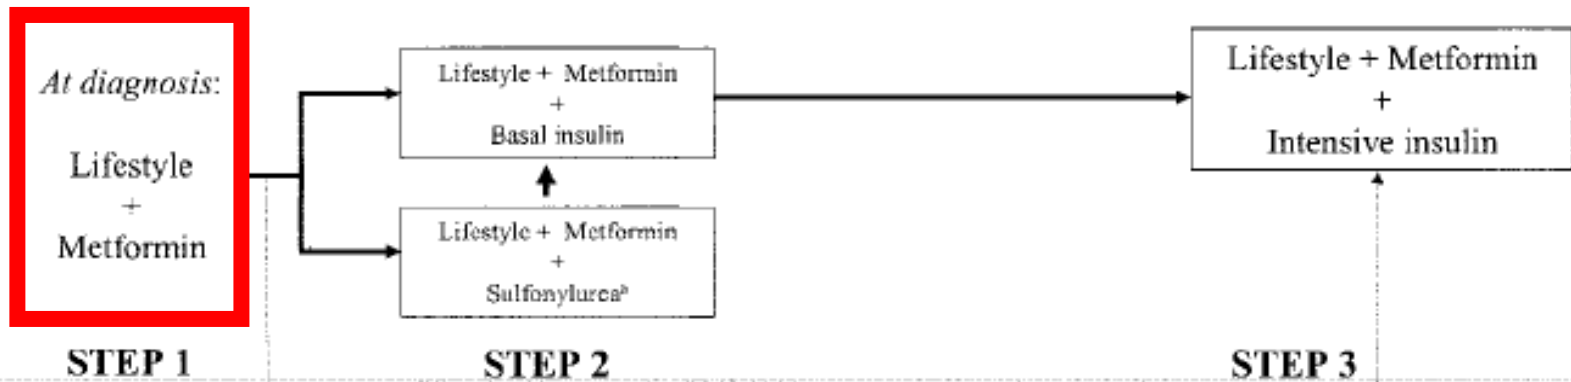 At diagnosis:
Lifestyle
+
Metformin
Lifestyle + Metformin
+
Basal insulin
Lifestyle + Metformin
+
Sulfonylureaᵇ
Lifestyle + Metformin
+
Intensive insulin
STEP 1
STEP 2
STEP 3